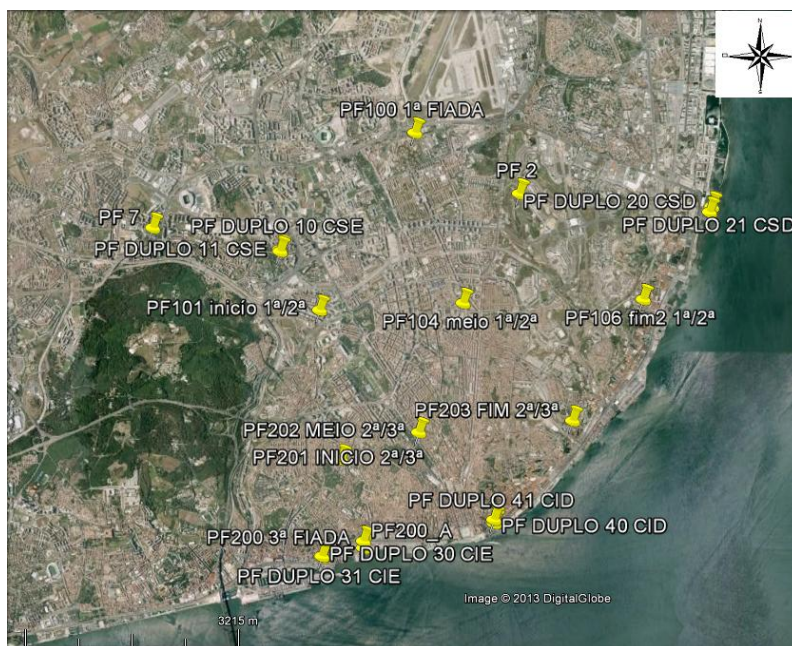 N
PF100 1ª FIADA
PF 2
PF DUPLO 20 CSD
PF 7
PF DUPLO 10 CSE
PF DUPLO 21 CSD
PF DUPLO 11 CSE
PF101 inicío 1ª/2ª
PF104 meio 1ª/2ª
PF106 fim2 1ª/2ª
PF203 FIM 2ª/3ª
PF202 MEIO 2ª/3ª
PF201 INICIO 2ª/3ª
PF DUPLO 41 CID
PF DUPLO 40 CID
PF200_A
PF200 3ª FIADA
PF DUPLO 30 CIE
PF DUPLO 31 CIE
Image © 2013 DigitalGlobe
3215 m